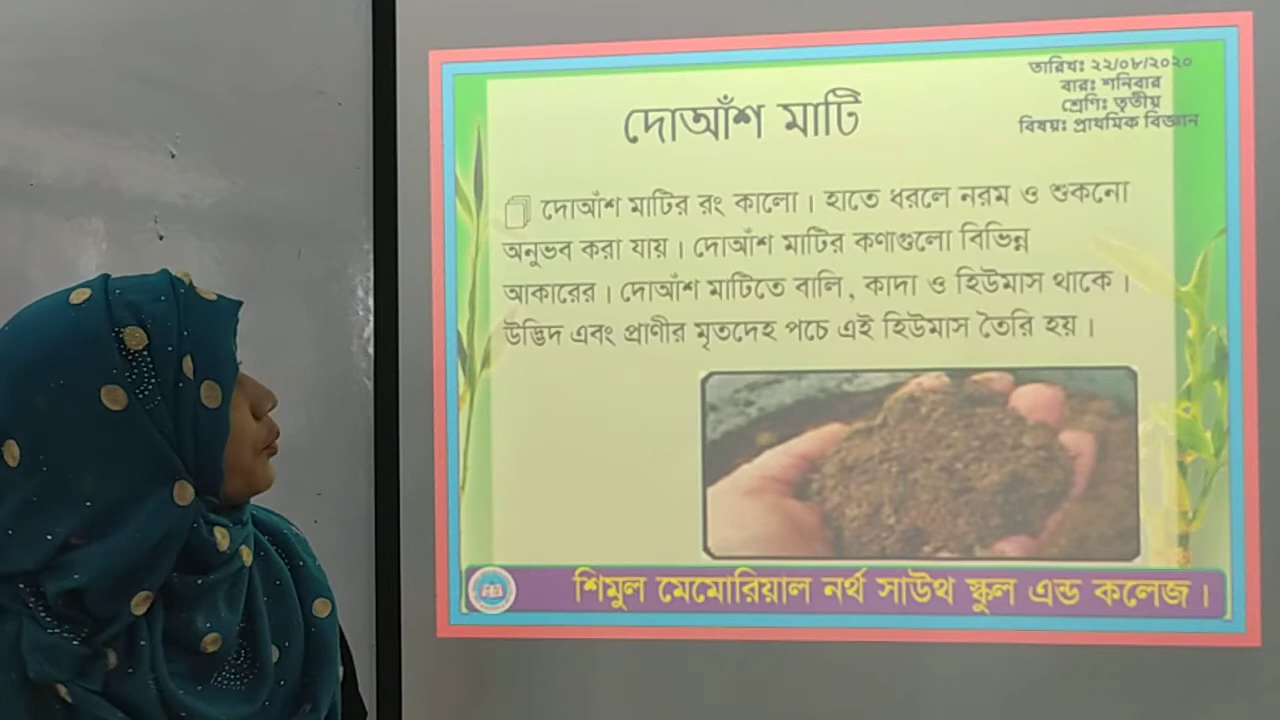 তারিখঃ ২২/০৮/২০২০
বারঃ শনিবার
শ্রেণিঃ তৃতীয়
বিষয়ঃ প্রাথমিক বিজ্ঞান
দোআঁশ মাটি
দোআঁশ মাটির রং কালো। হাতে ধরলে নরম ও শুকনো
অনুভব করা যায়। দোআঁশ মাটির কণাগুলো বিভিন্ন
আকারের। দোআঁশ মাটিতে বালি, কাদা ও হিউমাস থাকে।
উদ্ভিদ এবং প্রাণীর মৃতদেহ পচে এই হিউমাস তৈরি হয়।
শিমুল মেমোরিয়াল নর্থ সাউথ স্কুল এন্ড কলেজ।